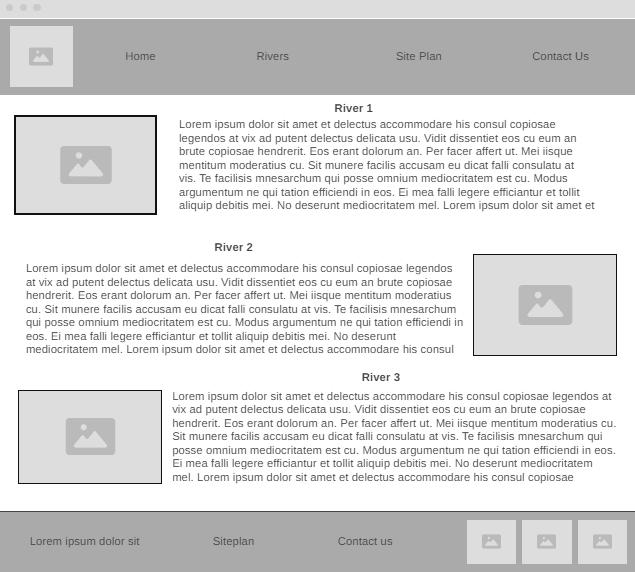 Home Rivers Site Plan Contact Us
River 1
Lorem ipsum dolor sit amet et delectus accommodare his consul copiosae
legendos at vix ad putent delectus delicata usu. Vidit dissentiet eos cu eum an
brute copiosae hendrerit. Eos erant dolorum an. Per facer affert ut. Mei iisque
mentitum moderatius cu. Sit munere facilis accusam eu dicat falli consulatu at
vis. Te facilisis mnesarchum qui posse omnium mediocritatem est cu. Modus
argumentum ne qui tation efficiendi in eos. Ei mea falli legere efficiantur et tollit
aliquip debitis mei. No deserunt mediocritatem mel. Lorem ipsum dolor sit amet et
River 2
Lorem ipsum dolor sit amet et delectus accommodare his consul copiosae legendos
at vix ad putent delectus delicata usu. Vidit dissentiet eos cu eum an brute copiosae
hendrerit. Eos erant dolorum an. Per facer affert ut. Mei iisque mentitum moderatius
cu. Sit munere facilis accusam eu dicat falli consulatu at vis. Te facilisis mnesarchum
qui posse omnium mediocritatem est cu. Modus argumentum ne qui tation efficiendi in
eos. Ei mea falli legere efficiantur et tollit aliquip debitis mei. No deserunt
mediocritatem mel. Lorem ipsum dolor sit amet et delectus accommodare his consul
River 3
Lorem ipsum dolor sit amet et delectus accommodare his consul copiosae legendos at
vix ad putent delectus delicata usu. Vidit dissentiet eos cu eum an brute copiosae
hendrerit. Eos erant dolorum an. Per facer affert ut. Mei iisque mentitum moderatius cu.
Sit munere facilis accusam eu dicat falli consulatu at vis. Te facilisis mnesarchum qui
posse omnium mediocritatem est cu. Modus argumentum ne qui tation efficiendi in eos.
Ei mea falli legere efficiantur et tollit aliquip debitis mei. No deserunt mediocritatem
mel. Lorem ipsum dolor sit amet et delectus accommodare his consul copiosae
Lorem ipsum dolor sit Siteplan Contact us